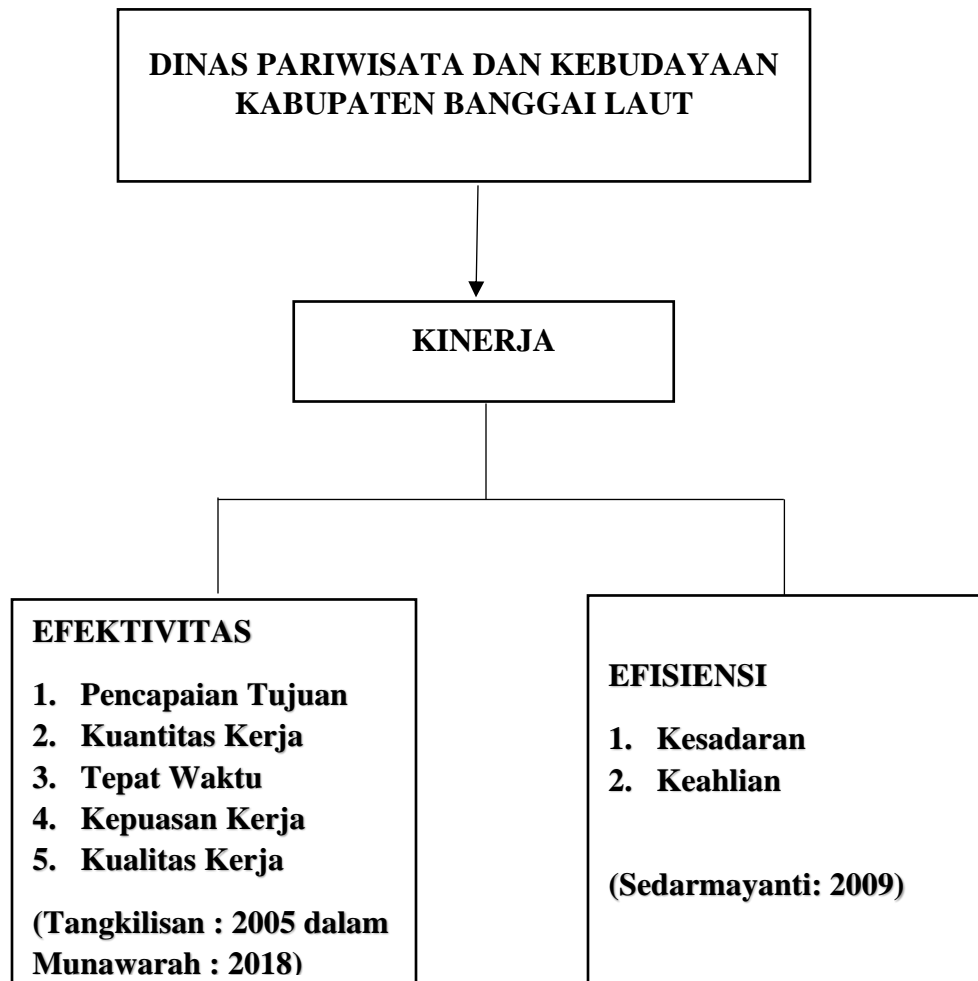 DINAS PARIWISATA DAN KEBUDAYAAN
KABUPATEN BANGGAI LAUT
KINERJA
EFEKTIVITAS
1. Pencapaian Tujuan
2. Kuantitas Kerja
3. Tepat Waktu
4. Kepuasan Kerja
5. Kualitas Kerja
(Tangkilisan : 2005 dalam
Munawarah : 2018)
EFISIENSI
1. Kesadaran
2. Keahlian
(Sedarmayanti: 2009)